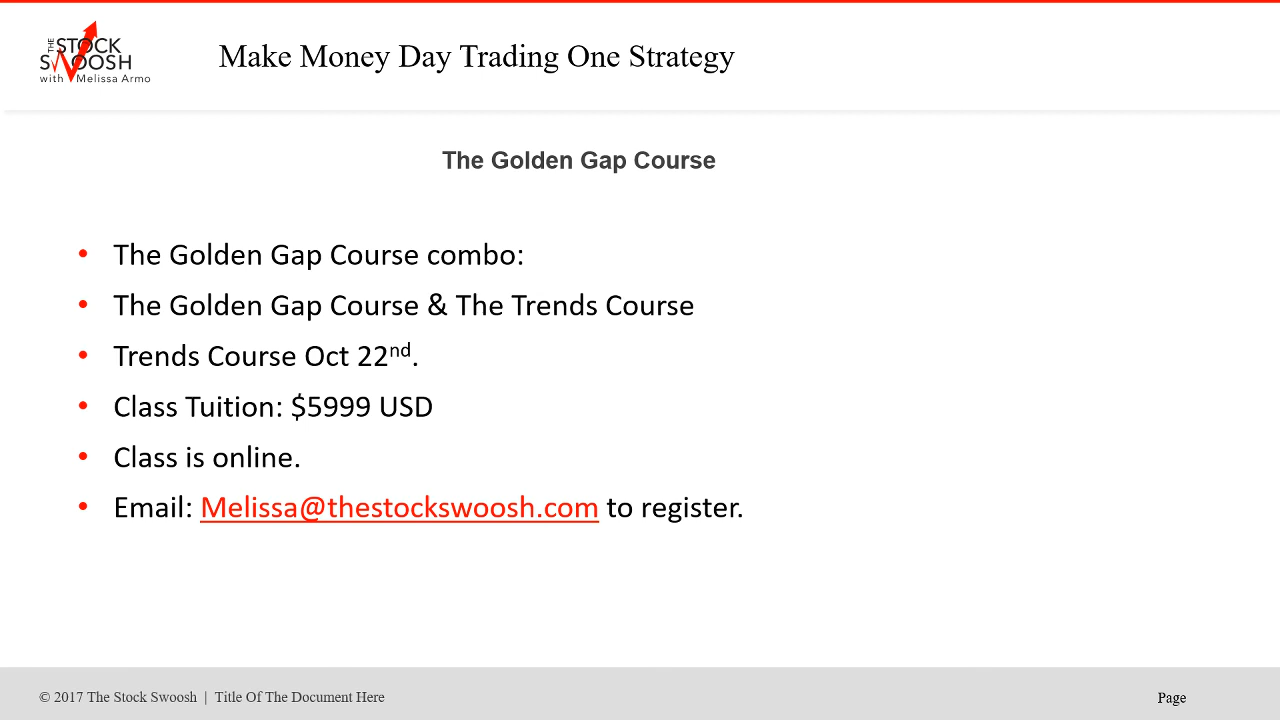 THE STOCK
SWOOSH
with Melissa Armo
Make Money Day Trading One Strategy
The Golden Gap Course
• The Golden Gap Course combo:
• The Golden Gap Course & The Trends Course
• Trends Course Oct 22nd.
• Class Tuition: $5999 USD
• Class is online.
• Email: Melissa@thestockswoosh.com to register.
© 2017 The Stock Swoosh | Title Of The Document Here
Page